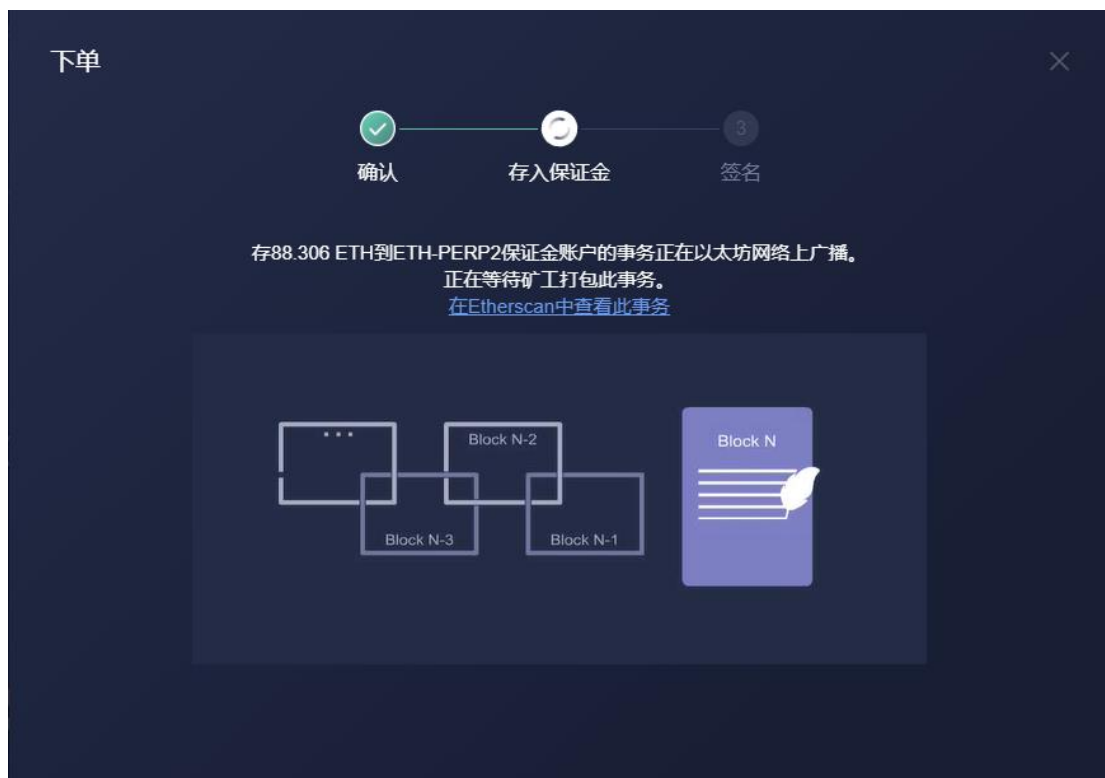 下单
3
确认
存入保证金
签名
存88.306 ETH到ETH-PERP2保证金账户的事务正在以太坊网络上广播。
正在等待矿工打包此事务。
在Etherscan中查看此事务
...
Block N-2
Block N
Block N-3
Block N-1